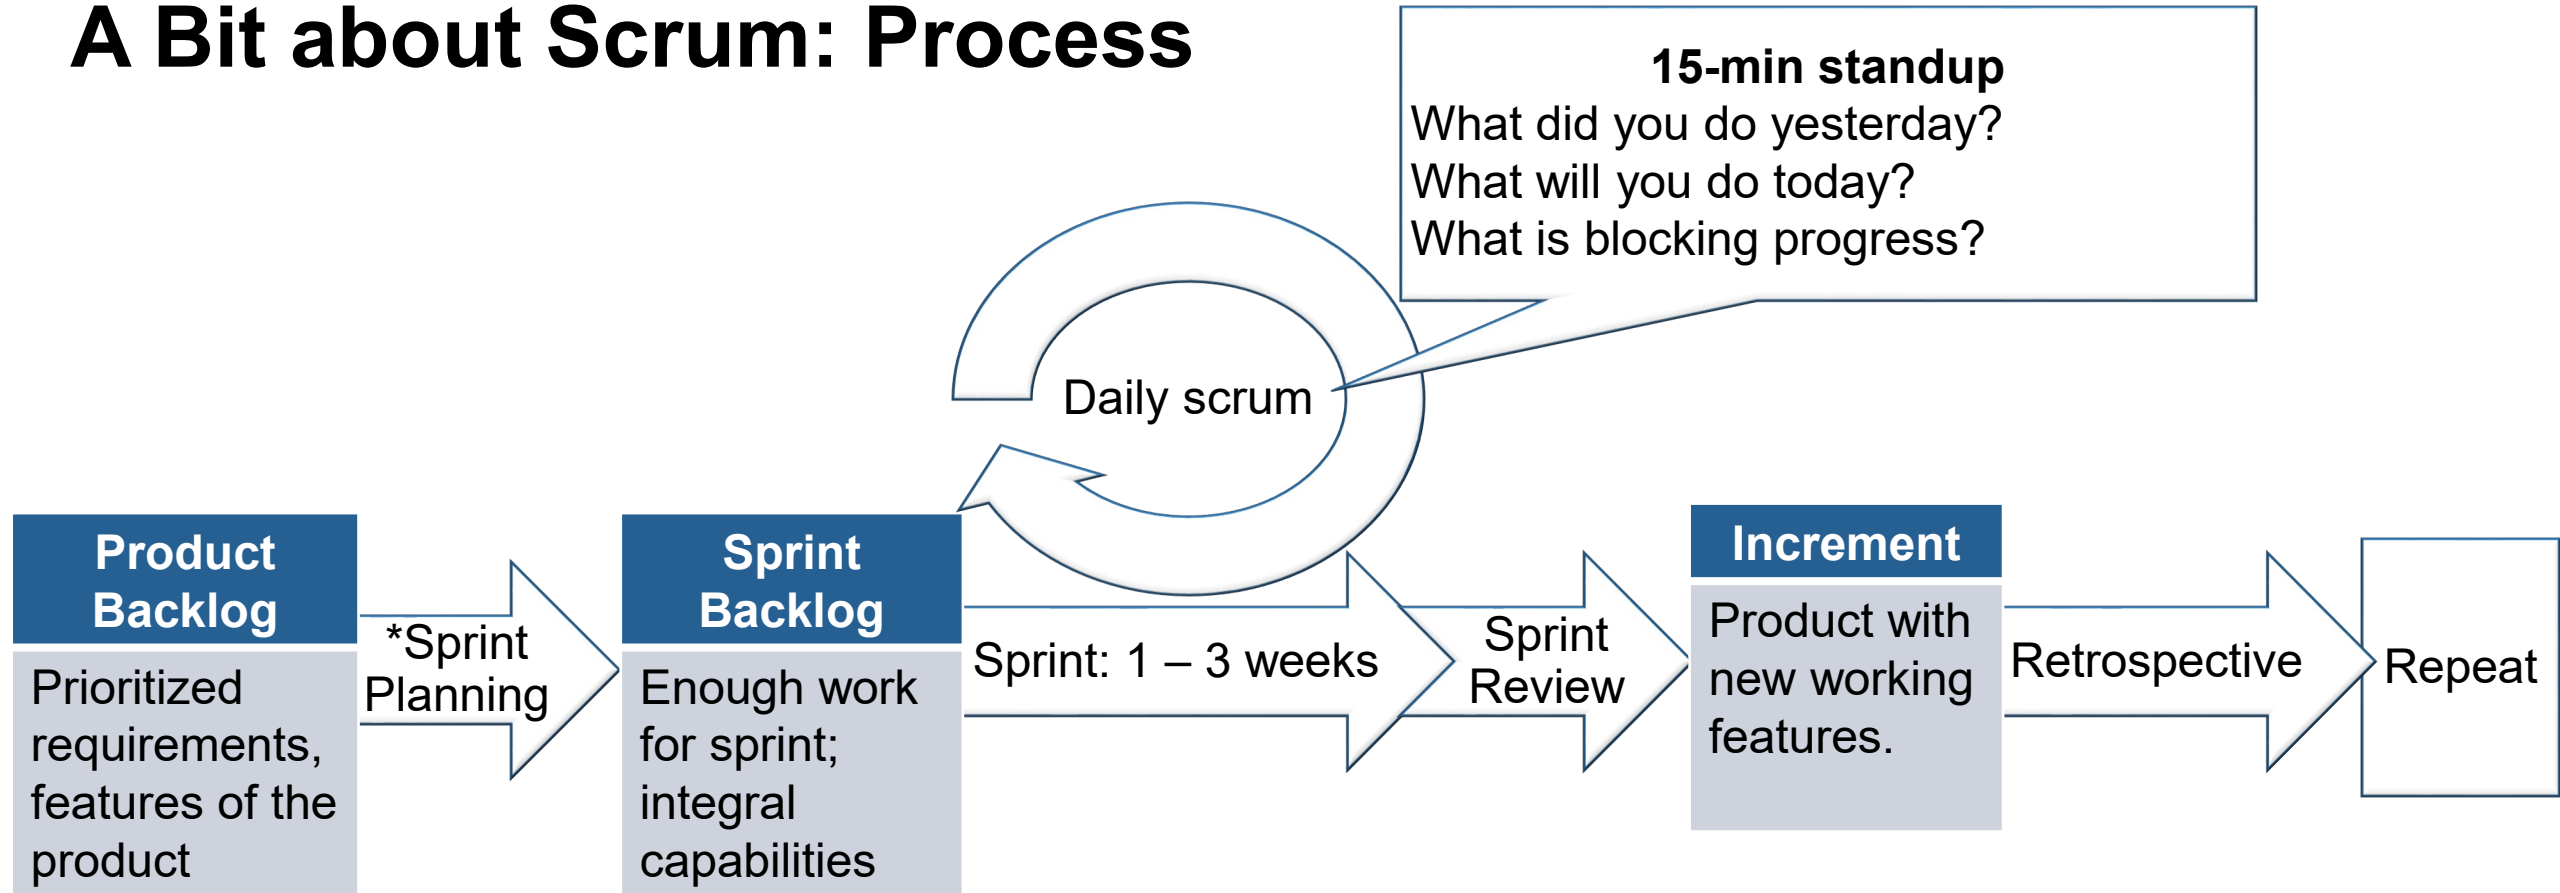 A Bit about Scrum: Process
15-min standup
What did you do yesterday?
What will you do today?
What is blocking progress?
Daily scrum
Product
Backlog
Prioritized
requirements,
features of the
product
*Sprint
Planning
Sprint
Backlog
Enough work
for sprint;
integral
capabilities
Sprint: 1 – 3 weeks
Sprint
Review
Increment
Product with
new working
features.
Retrospective
Repeat